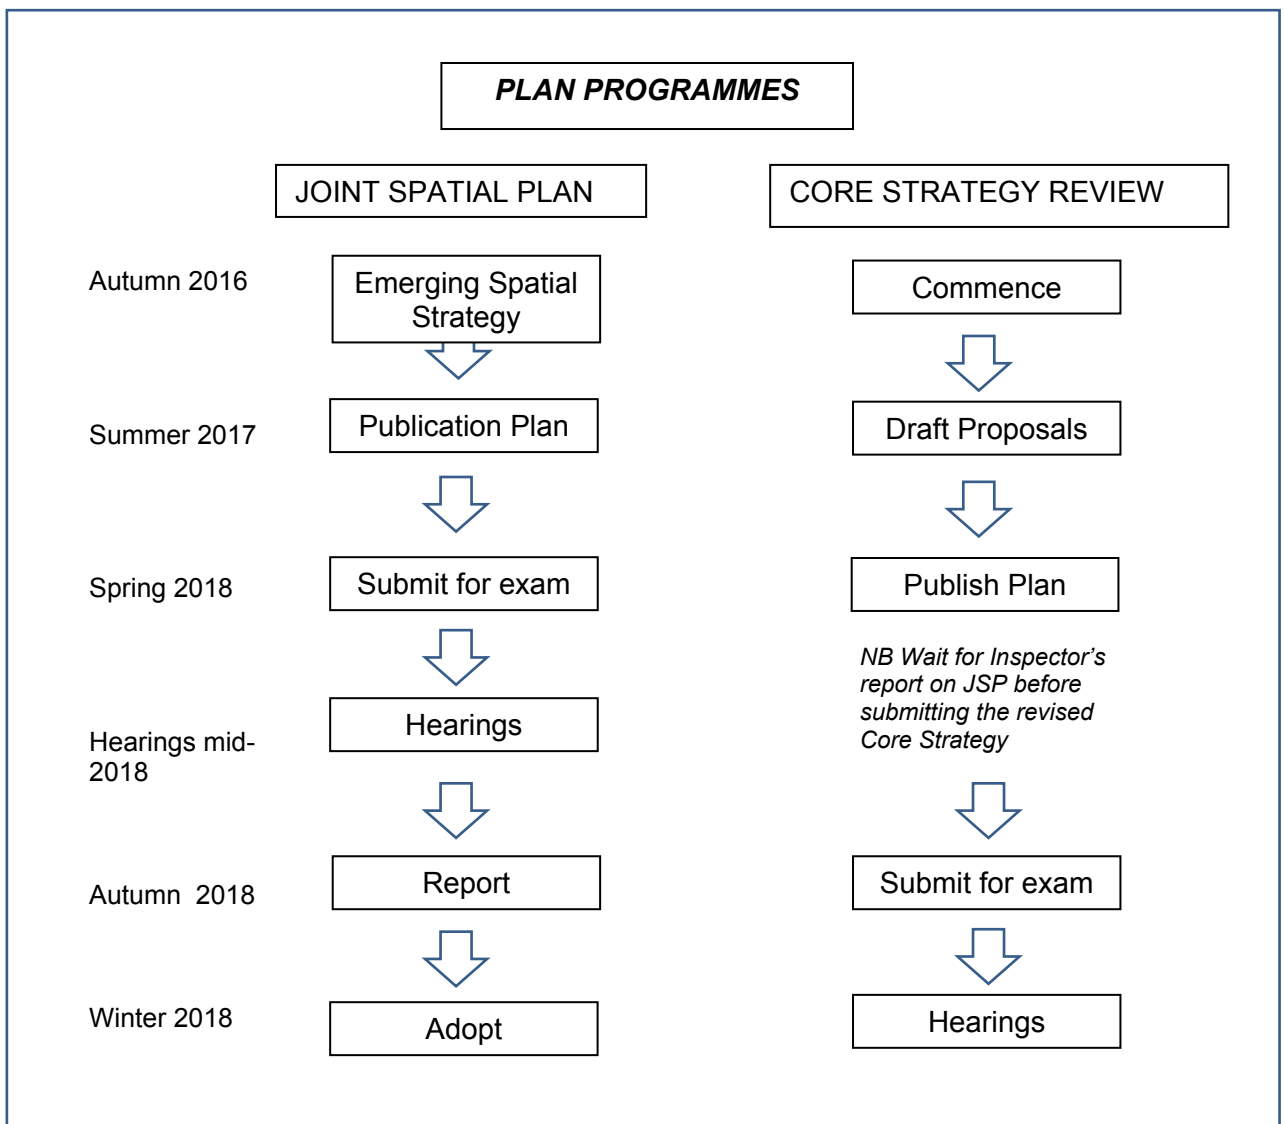 PLAN PROGRAMMES
JOINT SPATIAL PLAN
CORE STRATEGY REVIEW
Autumn 2016
Emerging Spatial
Strategy
Commence
Summer 2017
Publication Plan
Draft Proposals
Spring 2018
Submit for exam
Publish Plan
NB Wait for Inspector’s
report on JSP before
submitting the revised
Core Strategy
Hearings mid-
2018
Hearings
Autumn  2018
Report
Submit for exam
Winter 2018
Adopt
Hearings